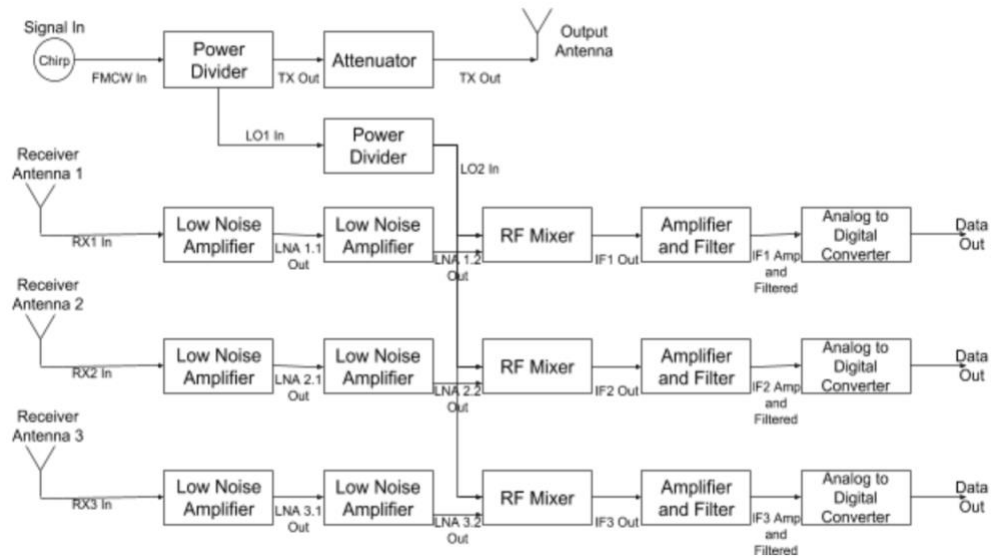 Signal In
Chirp
FMCW In
Power
Divider
TX Out
Attenuator
TX Out
Output
Antenna
LO1 In
Power
Divider
LO2 In
Receiver
Antenna 1
RX1 In
Low Noise
Amplifier
LNA 1.1
Out
Low Noise
Amplifier
LNA 1.2
Out
RF Mixer
IF1 Out
Amplifier
and Filter
IF1 Amp
and
Filtered
Analog to
Digital
Converter
Data
Out
Receiver
Antenna 2
RX2 In
Low Noise
Amplifier
LNA 2.1
Out
Low Noise
Amplifier
LNA 2.2
Out
RF Mixer
IF2 Out
Amplifier
and Filter
IF2 Amp
and
Filtered
Analog to
Digital
Converter
Data
Out
Receiver
Antenna 3
RX3 In
Low Noise
Amplifier
LNA 3.1
Out
Low Noise
Amplifier
LNA 3.2
Out
RF Mixer
IF3 Out
Amplifier
and Filter
IF3 Amp
and
Filtered
Analog to
Digital
Converter
Data
Out